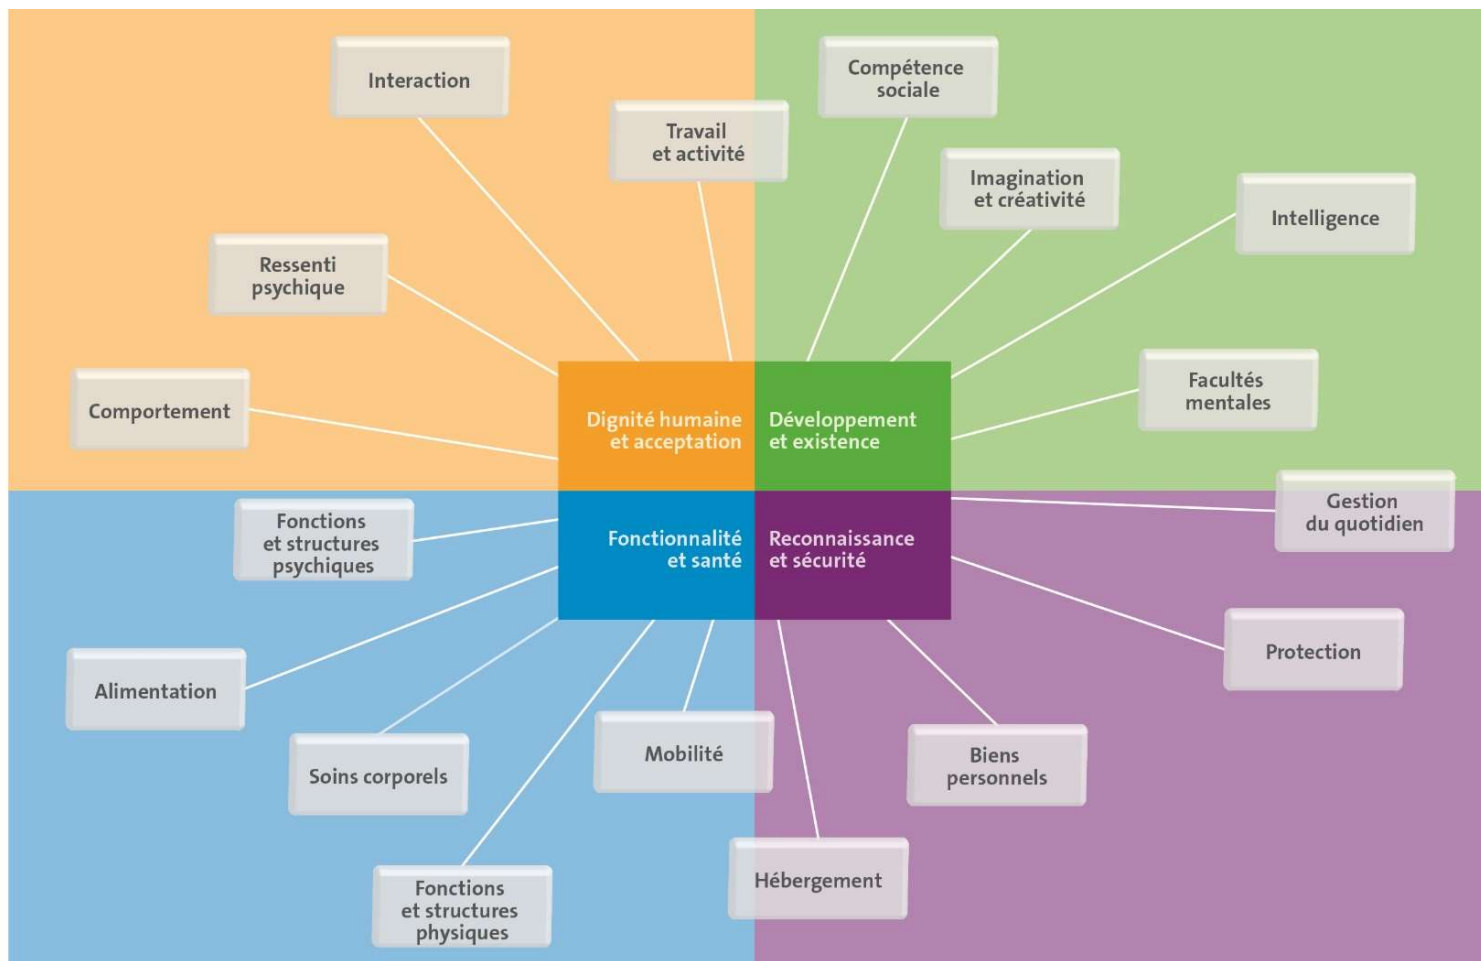 Interaction
Travail
et activité
Compétence
sociale
Imagination
et créativité
Intelligence
Ressenti
psychique
Comportement
Facultés
mentales
Dignité humaine
et acceptation
Développement
et existence
Fonctionnalité
et santé
Reconnaissance
et sécurité
Gestion
du quotidien
Fonctions
et structures
psychiques
Alimentation
Protection
Soins corporels
Mobilité
Biens
personnels
Hébergement
Fonctions
et structures
physiques